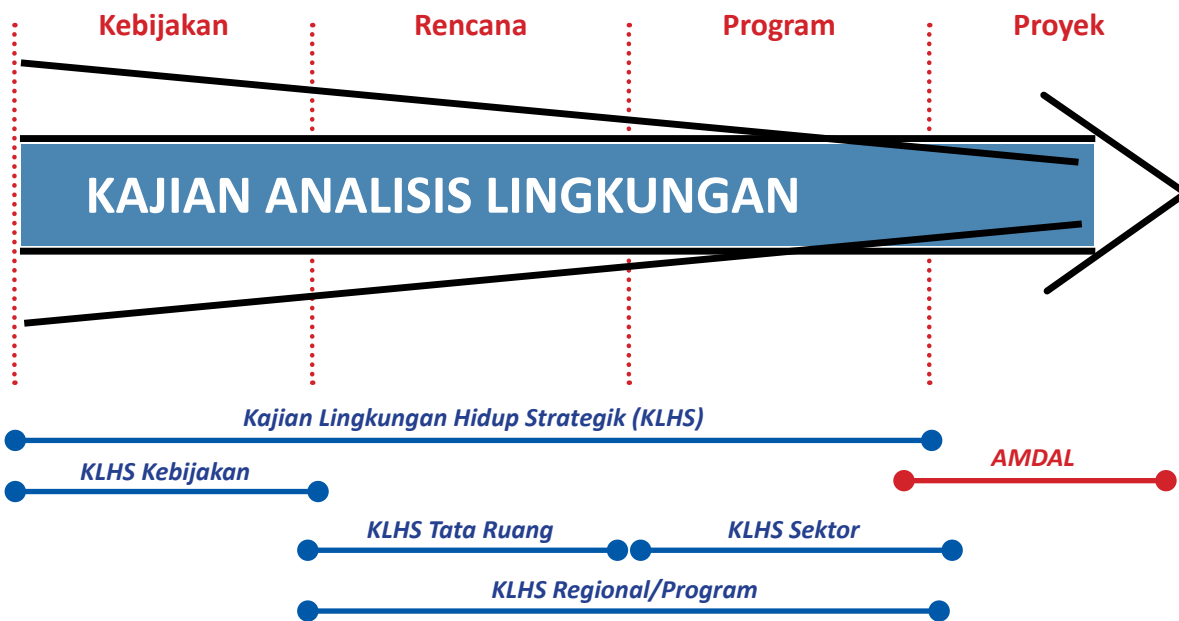 Kebijakan
Rencana
Program
Proyek
KAJIAN ANALISIS LINGKUNGAN
Kajian Lingkungan Hidup Strategik (KLHS)
KLHS Kebijakan
AMDAL
KLHS Tata Ruang
KLHS Sektor
KLHS Regional/Program